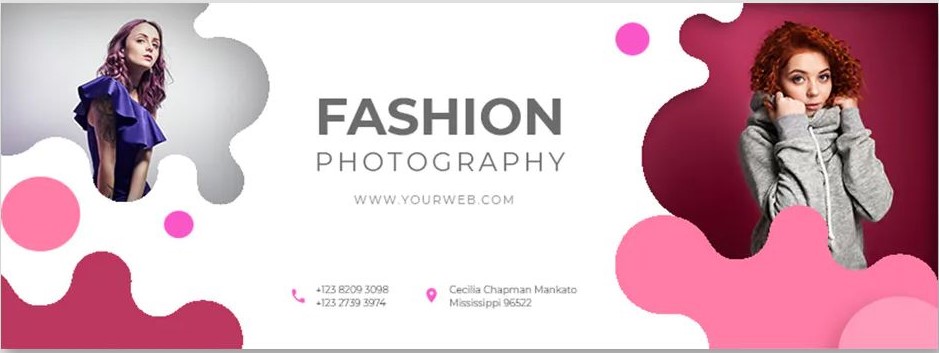 FASHION
PHOTOGRAPHY
WWW.YOURWEB.COM
+123 8209 3098
+123 2739 3974
Cecilia Chapman Mankato
Mississippi 96522